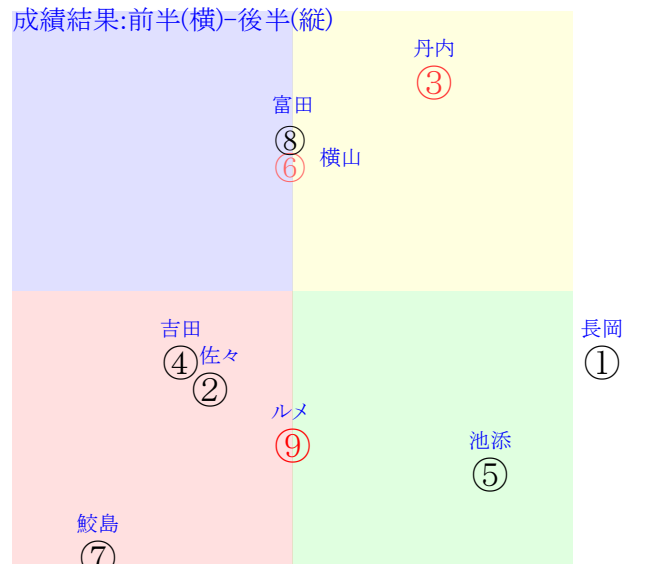 成績結果:前半(横)-後半(縦)
丹内
③
富田
⑧
横山
⑥
吉田
④
佐々
②
長岡
①
ルメ
⑨
池添
⑤
鮫島
⑦